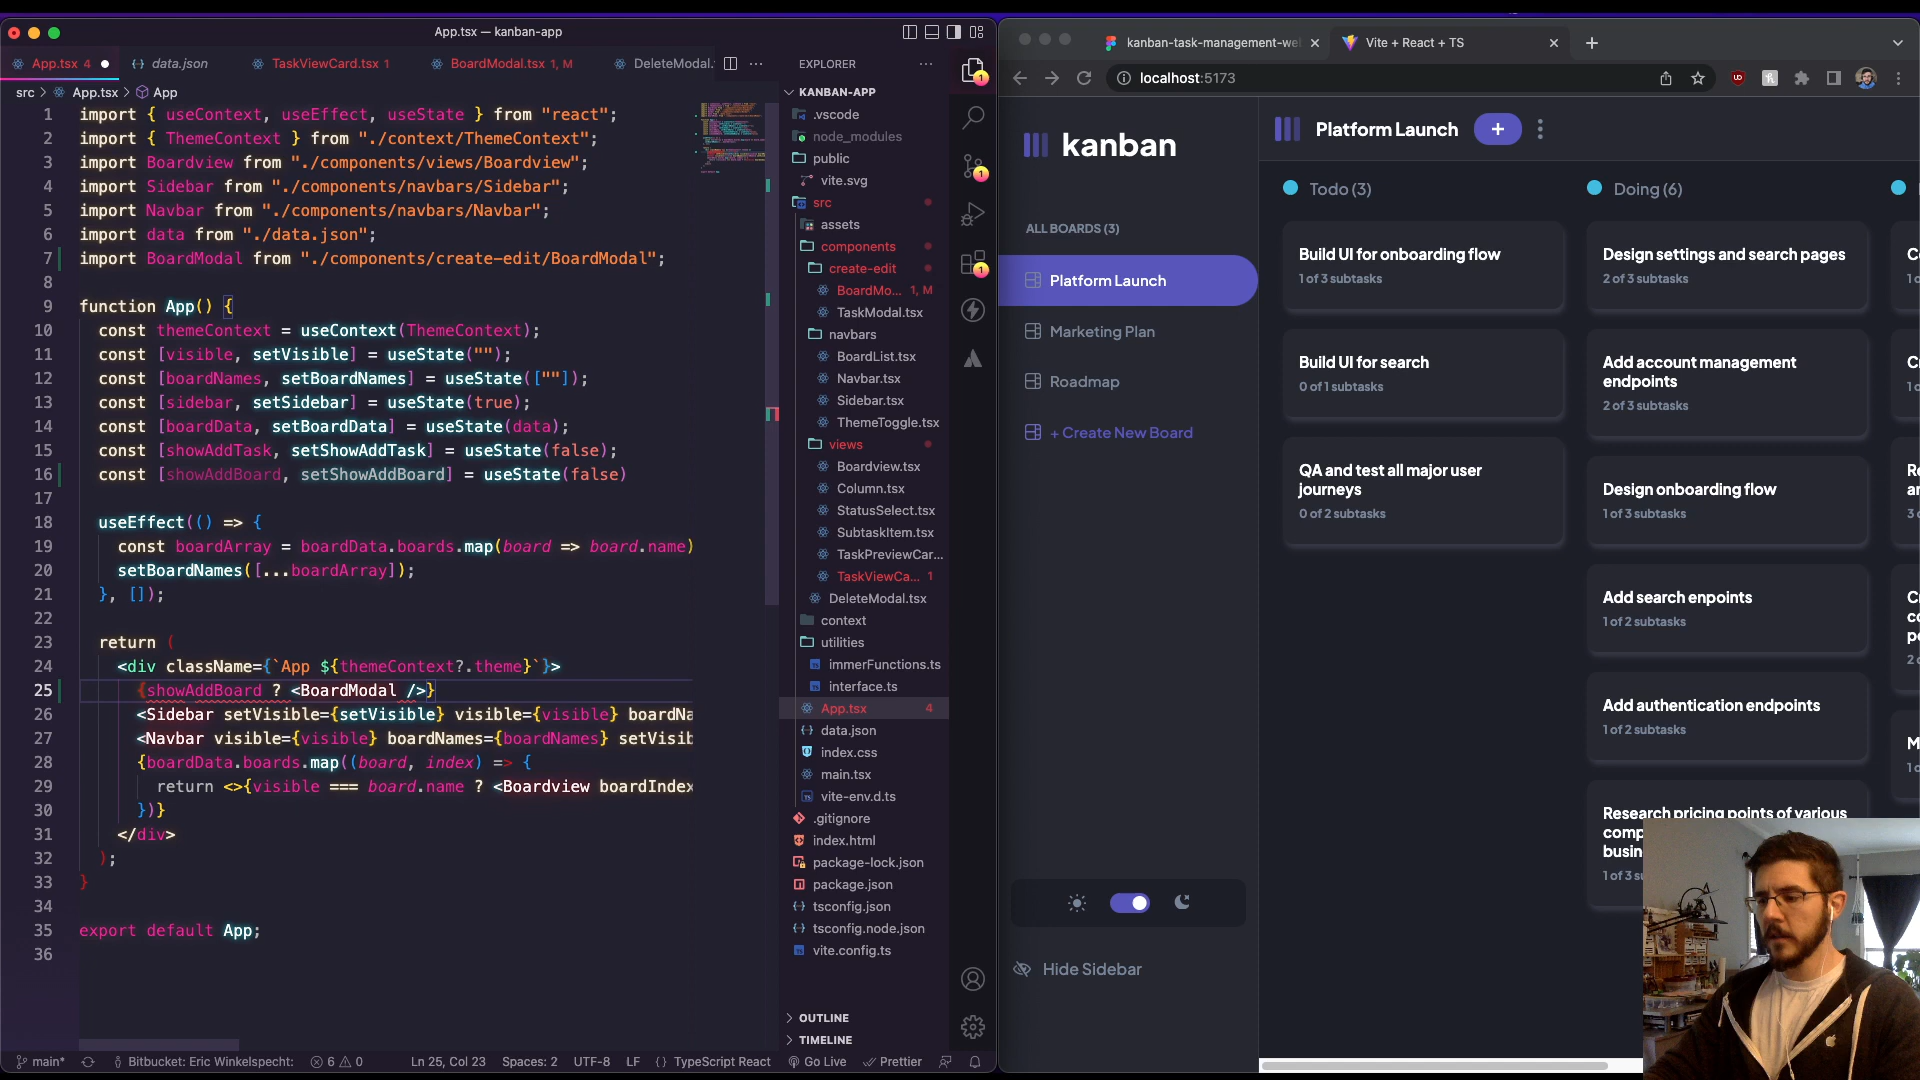 App.tsx — kanban-app
App.tsx 4
data.json
TaskViewCard.tsx 1
BoardModal.tsx 1, M
DeleteModal.
src > App.tsx > App
1 import { useContext, useEffect, useState } from "react";
2 import { ThemeContext } from "./context/ThemeContext";
3 import Boardview from "./components/views/Boardview";
4 import Sidebar from "./components/navbars/Sidebar";
5 import Navbar from "./components/navbars/Navbar";
6 import data from "./data.json";
7 import BoardModal from "./components/create-edit/BoardModal";
8
9 function App() {
10 const themeContext = useContext(ThemeContext);
11 const [visible, setVisible] = useState("");
12 const [boardNames, setBoardNames] = useState([""]);
13 const [sidebar, setSidebar] = useState(true);
14 const [boardData, setBoardData] = useState(data);
15 const [showAddTask, setShowAddTask] = useState(false);
16 const [showAddBoard, setShowAddBoard] = useState(false)
17
18 useEffect(() => {
19 const boardArray = boardData.boards.map(board => board.name)
20 setBoardNames([...boardArray]);
21 }, []);
22
23 return (
24 <div className={`App ${themeContext?.theme}`}>
25 {showAddBoard ? <BoardModal />}
26 <Sidebar setVisible={setVisible} visible={visible} boardNa
27 <Navbar visible={visible} boardNames={boardNames} setVisib
28 {boardData.boards.map((board, index) => {
29 return <>{visible === board.name ? <Boardview boardIndex
30 })}
31 </div>
32 );
33 }
34
35 export default App;
36
EXPLORER
KANBAN-APP
.vscode
node_modules
public
vite.svg
src
assets
components
create-edit
BoardMo... 1, M
TaskModal.tsx
navbars
BoardList.tsx
Navbar.tsx
Sidebar.tsx
ThemeToggle.tsx
views
Boardview.tsx
Column.tsx
StatusSelect.tsx
SubtaskItem.tsx
TaskPreviewCar...
TaskViewCa... 1
DeleteModal.tsx
context
utilities
immerFunctions.ts
interface.ts
App.tsx 4
data.json
index.css
main.tsx
vite-env.d.ts
.gitignore
index.html
package-lock.json
package.json
tsconfig.json
tsconfig.node.json
vite.config.ts
OUTLINE
TIMELINE
1
1
1
main*
Bitbucket: Eric Winkelspecht:
6 0
Ln 25, Col 23
Spaces: 2
UTF-8
LF
TypeScript React
Go Live
Prettier
kanban-task-management-we
Vite + React + TS
localhost:5173
kanban
Platform Launch
+
ALL BOARDS (3)
Platform Launch
Marketing Plan
Roadmap
+ Create New Board
Hide Sidebar
Todo (3)
Build UI for onboarding flow
1 of 3 subtasks
Build UI for search
0 of 1 subtasks
QA and test all major user
journeys
0 of 2 subtasks
Doing (6)
Design settings and search pages
2 of 3 subtasks
Add account management
endpoints
2 of 3 subtasks
Design onboarding flow
1 of 3 subtasks
Add search enpoints
1 of 2 subtasks
Add authentication endpoints
1 of 2 subtasks
Research pricing points of various
comp
busin
1 of 3 su